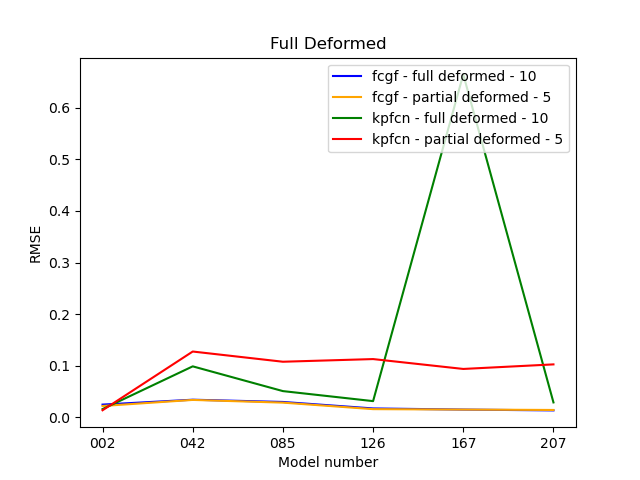 Full Deformed
fcgf - full deformed - 10
fcgf - partial deformed - 5
kpfcn - full deformed - 10
kpfcn - partial deformed - 5
RMSE
0.6
0.5
0.4
0.3
0.2
0.1
0.0
002 042 085 126 167 207
Model number